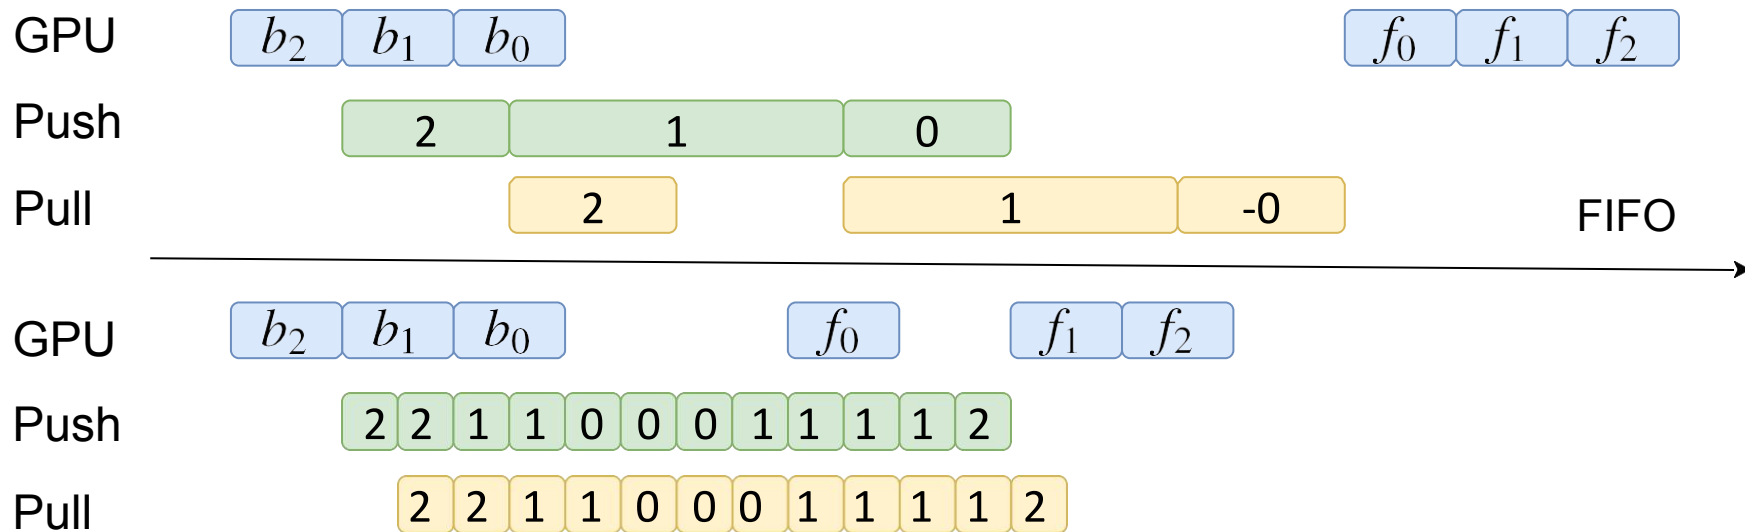 GPU b₂ b₁ b₀ f₀ f₁ f₂
Push 2 1 0
Pull 2 1 -0 FIFO
GPU b₂ b₁ b₀ f₀ f₁ f₂
Push 2 2 1 1 0 0 0 1 1 1 1 2
Pull 2 2 1 1 0 0 0 1 1 1 1 2